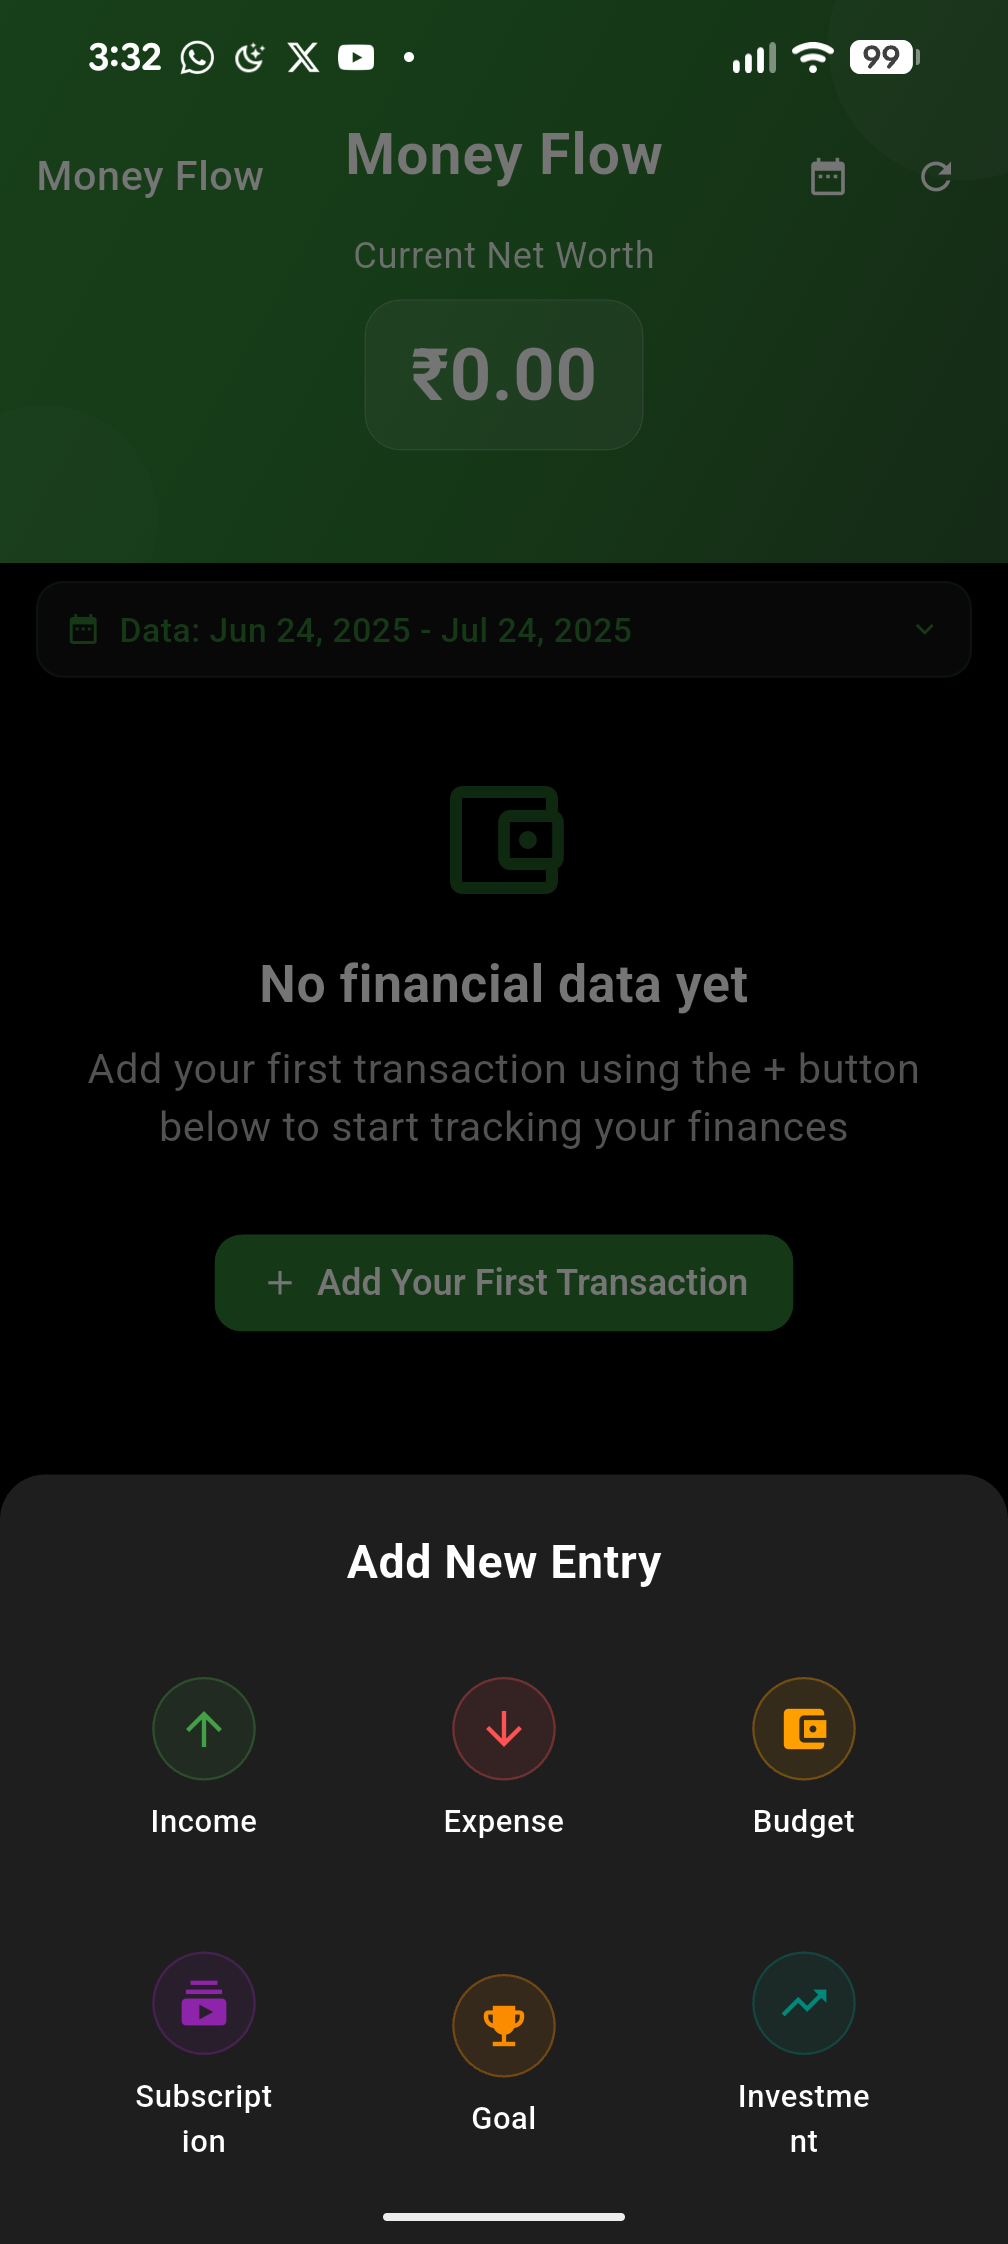 3:32
99
Money Flow
Money Flow
Current Net Worth
₹0.00
Data: Jun 24, 2025 - Jul 24, 2025
No financial data yet
Add your first transaction using the + button
below to start tracking your finances
+ Add Your First Transaction
Add New Entry
Income
Expense
Budget
Subscript
ion
Goal
Investme
nt